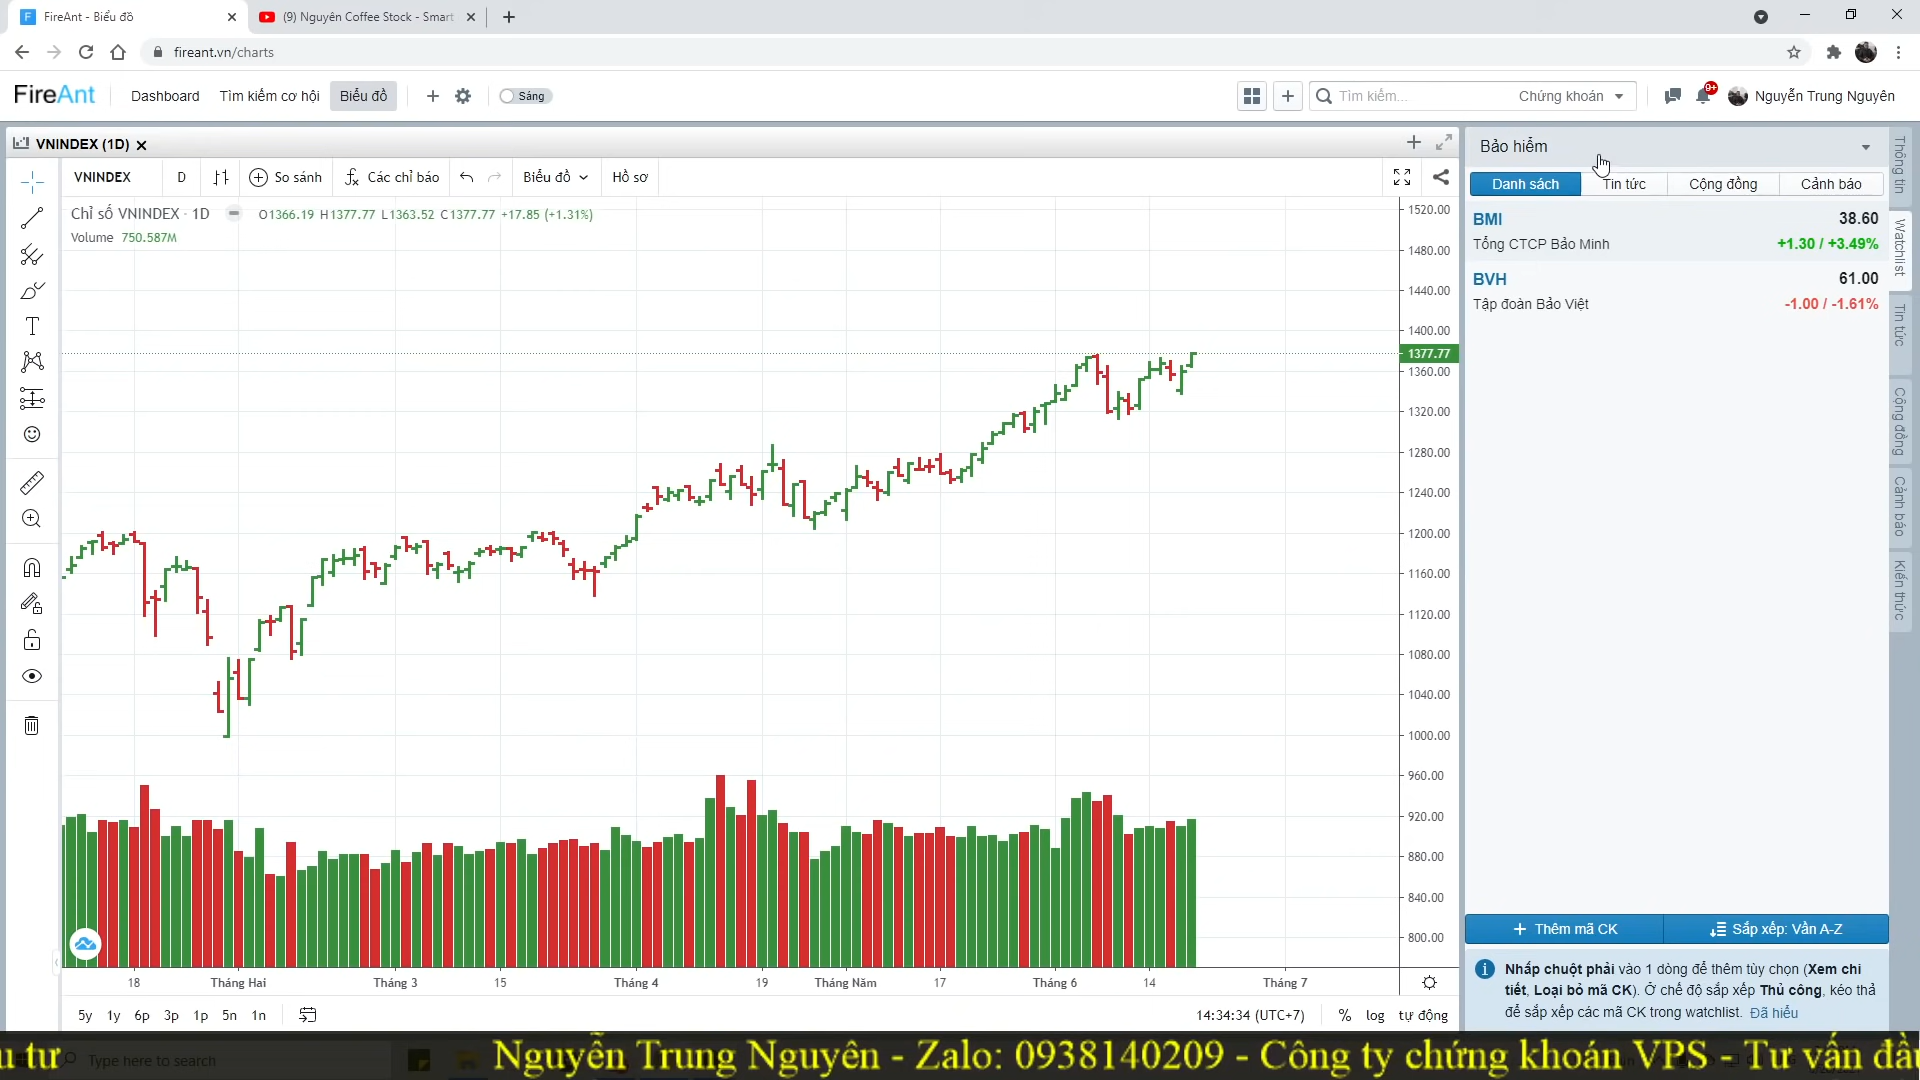 FireAnt - Biểu đồ
(9) Nguyên Coffee Stock - Smart
fireant.vn/charts
FireAnt
Dashboard
Tìm kiếm cơ hội
Biểu đồ
Sáng
Tìm kiếm...
Chứng khoán
9+
Nguyễn Trung Nguyên
VNINDEX (1D)
VNINDEX
D
So sánh
Các chỉ báo
Biểu đồ
Hồ sơ
Chỉ số VNINDEX · 1D
O1366.19 H1377.77 L1363.52 C1377.77 +17.85 (+1.31%)
Volume 750.587M
1520.00
1480.00
1440.00
1400.00
1377.77
1360.00
1320.00
1280.00
1240.00
1200.00
1160.00
1120.00
1080.00
1040.00
1000.00
960.00
920.00
880.00
840.00
800.00
18
Tháng Hai
Tháng 3
15
Tháng 4
19
Tháng Năm
17
Tháng 6
14
Tháng 7
5y 1y 6p 3p 1p 5n 1n
14:34:34 (UTC+7)
% log tự động
Bảo hiểm
Danh sách
Tin tức
Cộng đồng
Cảnh báo
BMI 38.60
Tổng CTCP Bảo Minh +1.30 / +3.49%
BVH 61.00
Tập đoàn Bảo Việt -1.00 / -1.61%
Thêm mã CK
Sắp xếp: Vần A-Z
Nhấp chuột phải vào 1 dòng để thêm tùy chọn (Xem chi
tiết, Loại bỏ mã CK). Ở chế độ sắp xếp Thủ công, kéo thả
để sắp xếp các mã CK trong watchlist. Đã hiểu
Thông tin
Watchlist
Tin tức
Cộng đồng
Cảnh báo
Kiến thức
Type here to search
u tư
Nguyễn Trung Nguyên - Zalo: 0938140209 - Công ty chứng khoán VPS - Tư vấn đầu